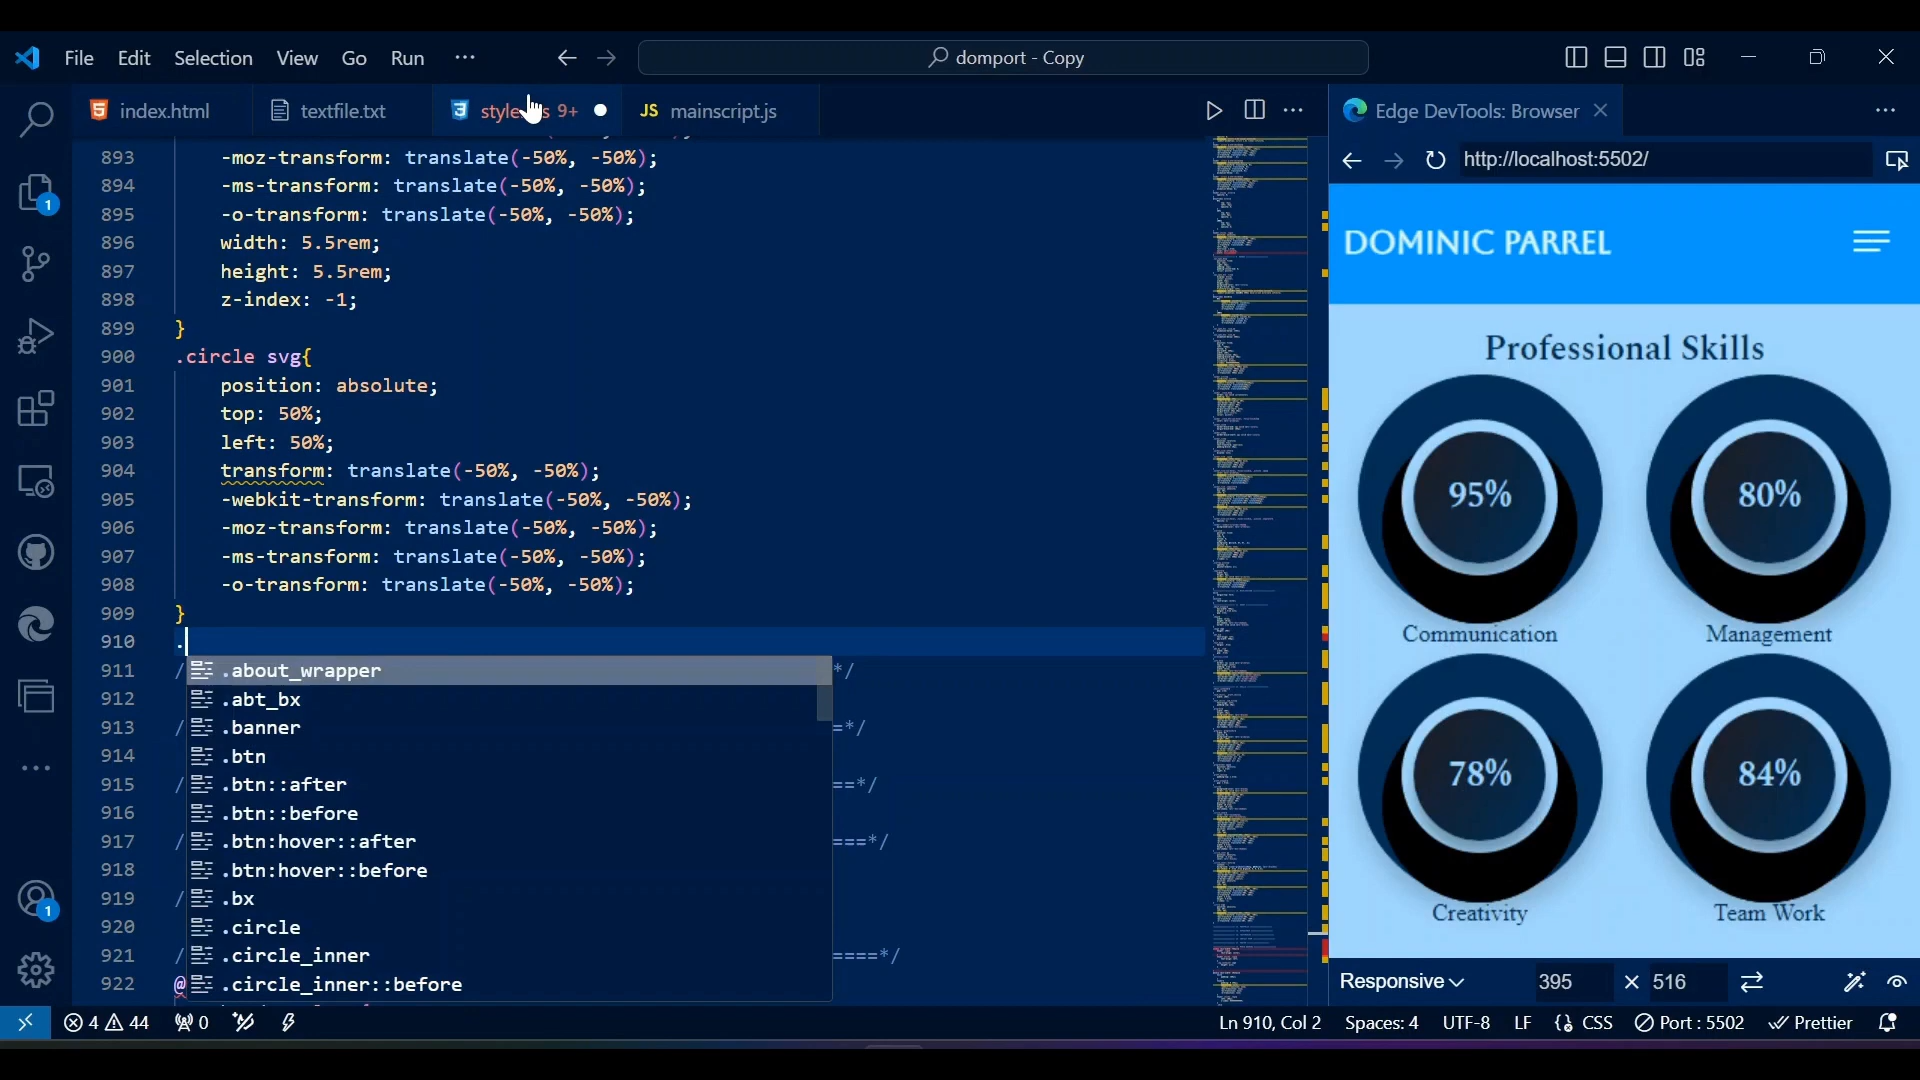 File Edit Selection View Go Run ··· domport - Copy
index.html textfile.txt 9+ JS mainscript.js
Edge DevTools: Browser
http://localhost:5502/
893 -moz-transform: translate(-50%, -50%);
894 -ms-transform: translate(-50%, -50%);
895 -o-transform: translate(-50%, -50%);
896 width: 5.5rem;
897 height: 5.5rem;
898 z-index: -1;
899 }
900 .circle svg{
901 position: absolute;
902 top: 50%;
903 left: 50%;
904 transform: translate(-50%, -50%);
905 -webkit-transform: translate(-50%, -50%);
906 -moz-transform: translate(-50%, -50%);
907 -ms-transform: translate(-50%, -50%);
908 -o-transform: translate(-50%, -50%);
909 }
910 .
911 / .about_wrapper */
912 .abt_bx
913 / .banner =*/
914 .btn
915 / .btn::after ==*/
916 .btn::before
917 / .btn:hover::after ===*/
918 .btn:hover::before
919 / .bx
920 .circle
921 / .circle_inner ====*/
922 @ .circle_inner::before
DOMINIC PARREL
Professional Skills
95% 80%
Communication Management
78% 84%
Creativity Team Work
Responsive 395 × 516
1
1
4 44 0
Ln 910, Col 2 Spaces: 4 UTF-8 LF {} CSS Port : 5502 Prettier